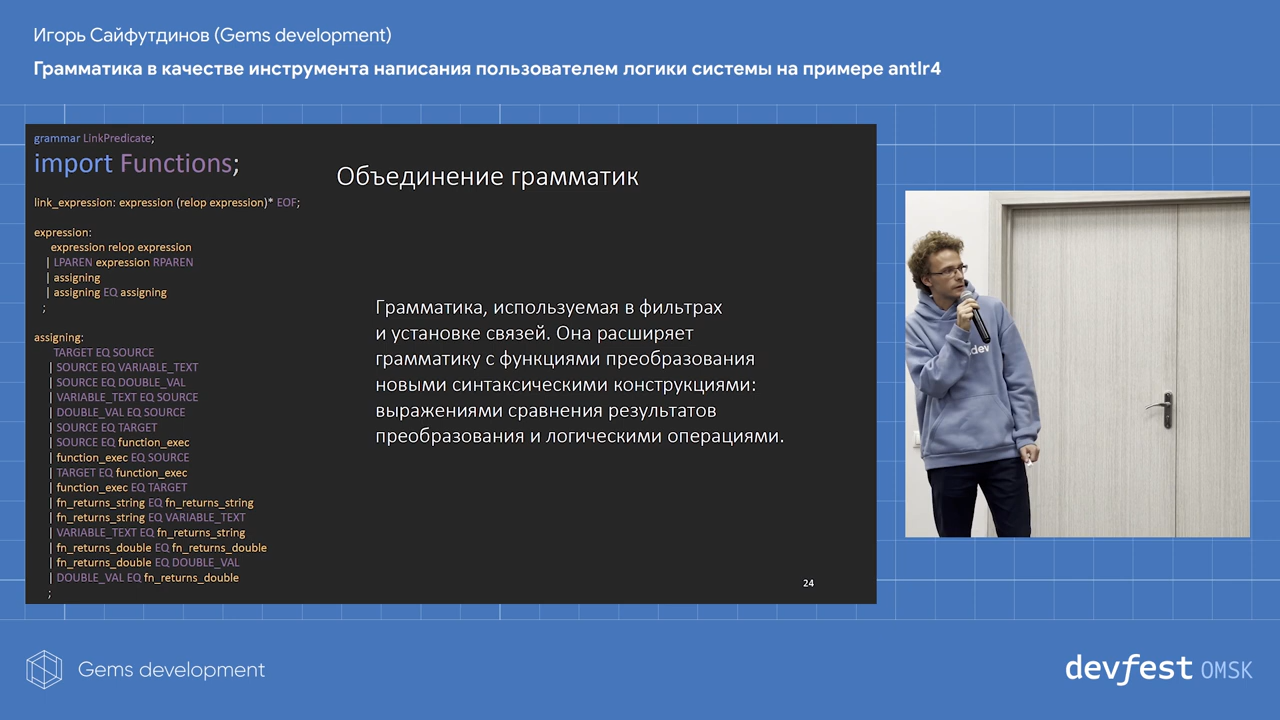 Игорь Сайфутдинов (Gems development)
Грамматика в качестве инструмента написания пользователем логики системы на примере antlr4
grammar LinkPredicate;
import Functions;
link_expression: expression (relop expression)* EOF;
expression:
expression relop expression
| LPAREN expression RPAREN
| assigning
| assigning EQ assigning
;
assigning:
TARGET EQ SOURCE
| SOURCE EQ VARIABLE_TEXT
| SOURCE EQ DOUBLE_VAL
| VARIABLE_TEXT EQ SOURCE
| DOUBLE_VAL EQ SOURCE
| SOURCE EQ TARGET
| SOURCE EQ function_exec
| function_exec EQ SOURCE
| TARGET EQ function_exec
| function_exec EQ TARGET
| fn_returns_string EQ fn_returns_string
| fn_returns_string EQ VARIABLE_TEXT
| VARIABLE_TEXT EQ fn_returns_string
| fn_returns_double EQ fn_returns_double
| fn_returns_double EQ DOUBLE_VAL
| DOUBLE_VAL EQ fn_returns_double
;
Объединение грамматик
Грамматика, используемая в фильтрах
и установке связей. Она расширяет
грамматику с функциями преобразования
новыми синтаксическими конструкциями:
выражениями сравнения результатов
преобразования и логическими операциями.
24
dev
Gems development
devfest OMSK